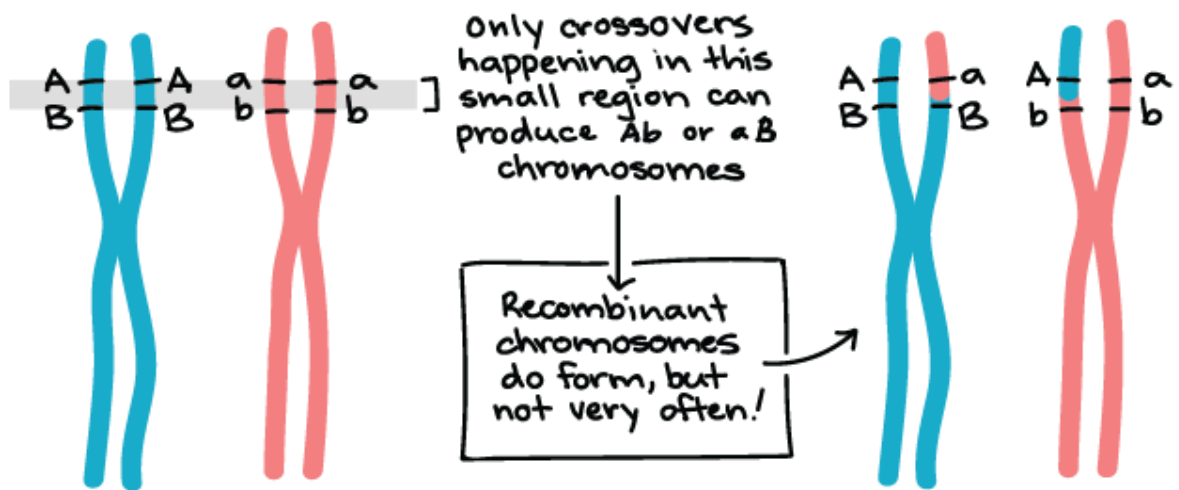 Only crossovers
happening in this
small region can
produce Ab or aB
chromosomes
A A a a
B B b b
Recombinant
chromosomes
do form, but
not very often!
A a A a
B B b b